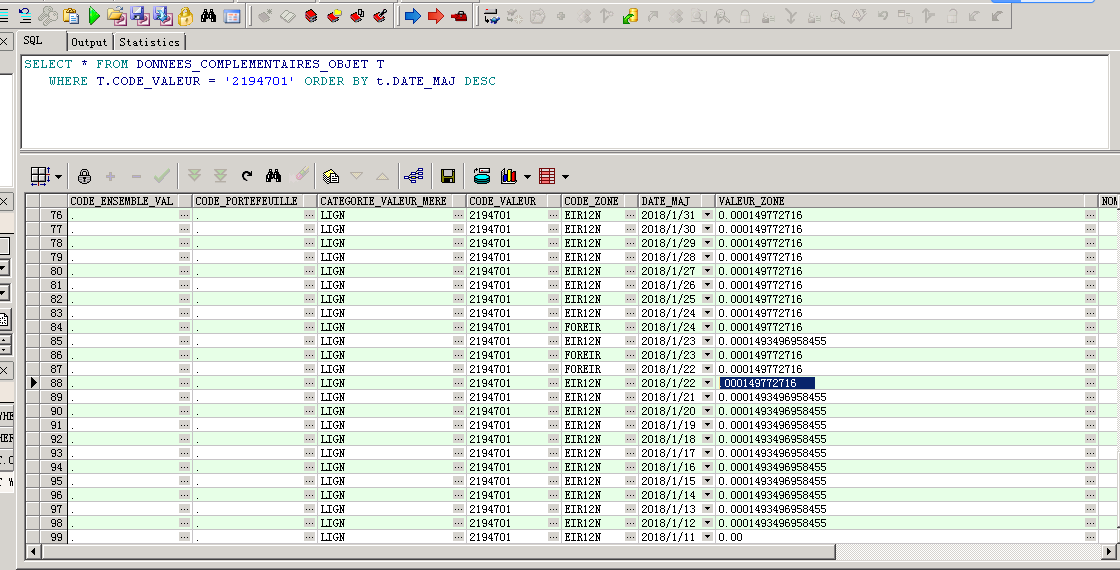 SQL Output Statistics
SELECT * FROM DONNEES_COMPLEMENTAIRES_OBJET T
WHERE T.CODE_VALEUR = '2194701' ORDER BY t.DATE_MAJ DESC
CODE_ENSEMBLE_VAL CODE_PORTEFEUILLE CATEGORIE_VALEUR_MERE CODE_VALEUR CODE_ZONE DATE_MAJ VALEUR_ZONE NOM
76 . . LIGN 2194701 EIR12N 2018/1/31 0.000149772716
77 . . LIGN 2194701 EIR12N 2018/1/30 0.000149772716
78 . . LIGN 2194701 EIR12N 2018/1/29 0.000149772716
79 . . LIGN 2194701 EIR12N 2018/1/28 0.000149772716
80 . . LIGN 2194701 EIR12N 2018/1/27 0.000149772716
81 . . LIGN 2194701 EIR12N 2018/1/26 0.000149772716
82 . . LIGN 2194701 EIR12N 2018/1/25 0.000149772716
83 . . LIGN 2194701 EIR12N 2018/1/24 0.000149772716
84 . . LIGN 2194701 FOREIR 2018/1/24 0.000149772716
85 . . LIGN 2194701 EIR12N 2018/1/23 0.0001493496958455
86 . . LIGN 2194701 FOREIR 2018/1/23 0.000149772716
87 . . LIGN 2194701 FOREIR 2018/1/22 0.000149772716
88 . . LIGN 2194701 EIR12N 2018/1/22 .000149772716
89 . . LIGN 2194701 EIR12N 2018/1/21 0.0001493496958455
90 . . LIGN 2194701 EIR12N 2018/1/20 0.0001493496958455
91 . . LIGN 2194701 EIR12N 2018/1/19 0.0001493496958455
92 . . LIGN 2194701 EIR12N 2018/1/18 0.0001493496958455
93 . . LIGN 2194701 EIR12N 2018/1/17 0.0001493496958455
94 . . LIGN 2194701 EIR12N 2018/1/16 0.0001493496958455
95 . . LIGN 2194701 EIR12N 2018/1/15 0.0001493496958455
96 . . LIGN 2194701 EIR12N 2018/1/14 0.0001493496958455
97 . . LIGN 2194701 EIR12N 2018/1/13 0.0001493496958455
98 . . LIGN 2194701 EIR12N 2018/1/12 0.0001493496958455
99 . . LIGN 2194701 EIR12N 2018/1/11 0.00